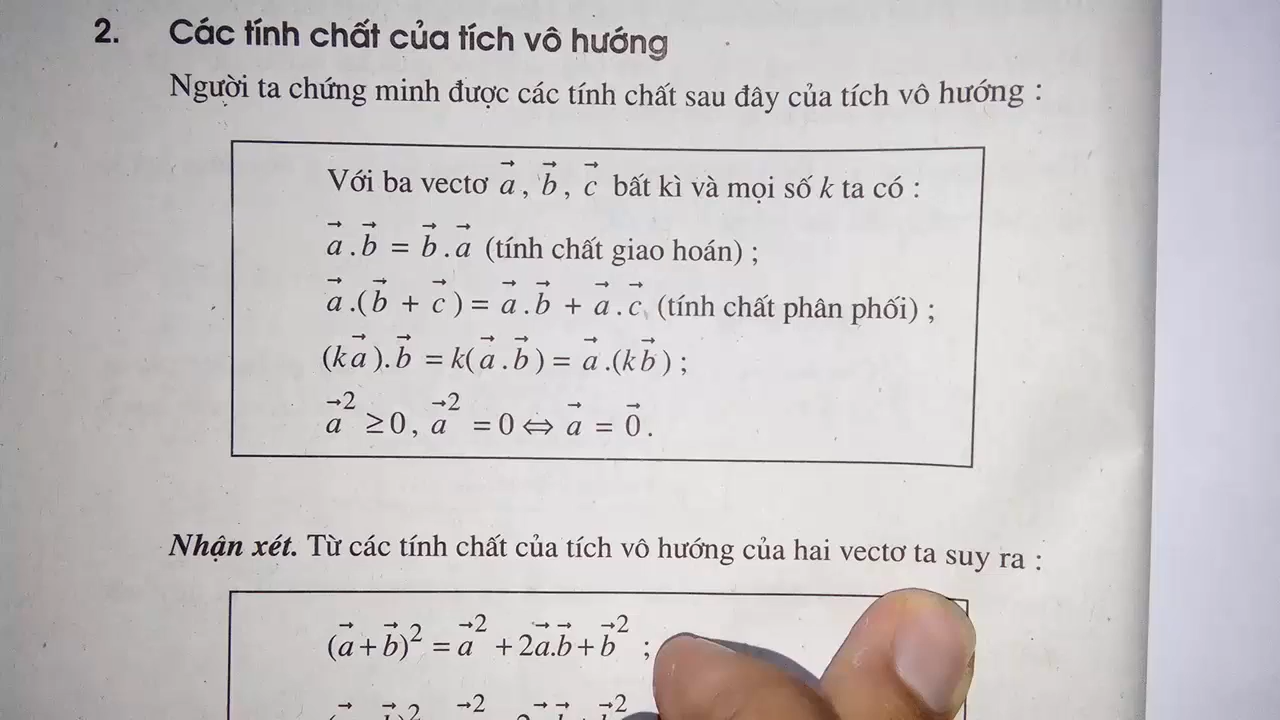 2. Các tính chất của tích vô hướng
Người ta chứng minh được các tính chất sau đây của tích vô hướng :
Với ba vectơ a⃗, b⃗, c⃗ bất kì và mọi số k ta có :
a⃗.b⃗ = b⃗.a⃗ (tính chất giao hoán) ;
a⃗.(b⃗ + c⃗) = a⃗.b⃗ + a⃗.c⃗ (tính chất phân phối) ;
(ka⃗).b⃗ = k(a⃗.b⃗) = a⃗.(kb⃗) ;
a⃗² ≥ 0, a⃗² = 0 ⇔ a⃗ = 0⃗.
Nhận xét. Từ các tính chất của tích vô hướng của hai vectơ ta suy ra :
(a⃗ + b⃗)² = a⃗² + 2a⃗.b⃗ + b⃗² ;